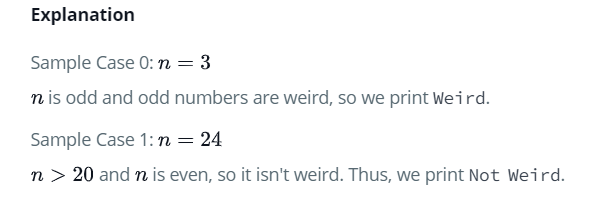 Explanation
Sample Case 0: n = 3
n is odd and odd numbers are weird, so we print Weird.
Sample Case 1: n = 24
n > 20 and n is even, so it isn't weird. Thus, we print Not Weird.